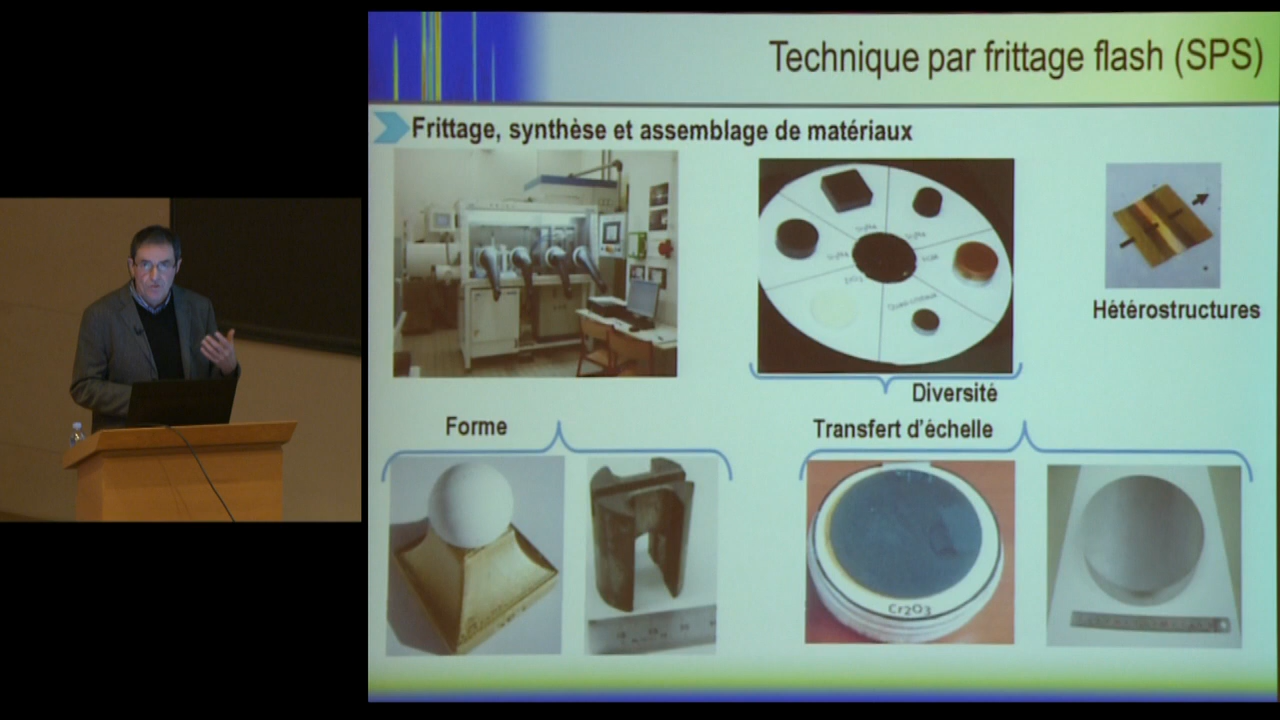 Technique par frittage flash (SPS)
Frittage, synthèse et assemblage de matériaux
Hétérostructures
Diversité
Forme
Transfert d'échelle
Cr2O3